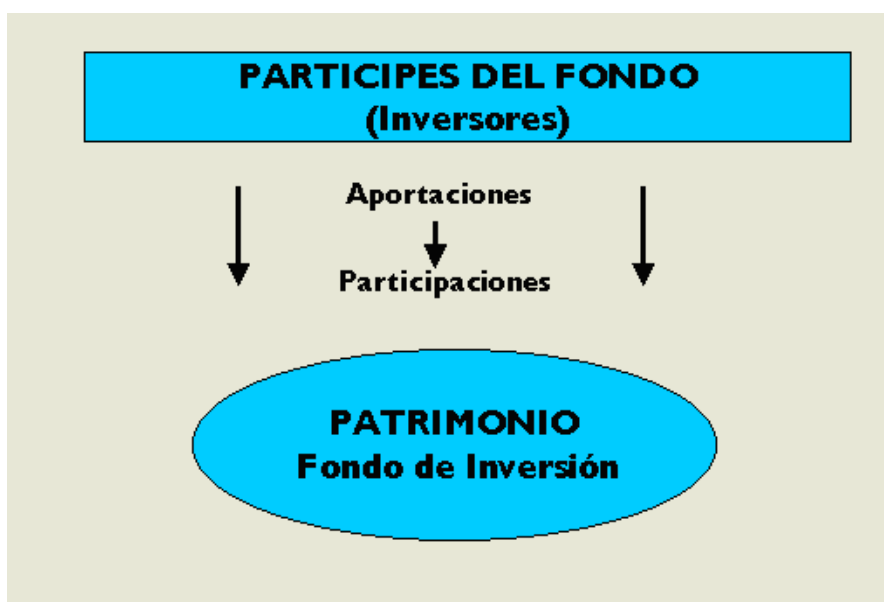 PARTICIPES DEL FONDO
(Inversores)
Aportaciones
Participaciones
PATRIMONIO
Fondo de Inversión